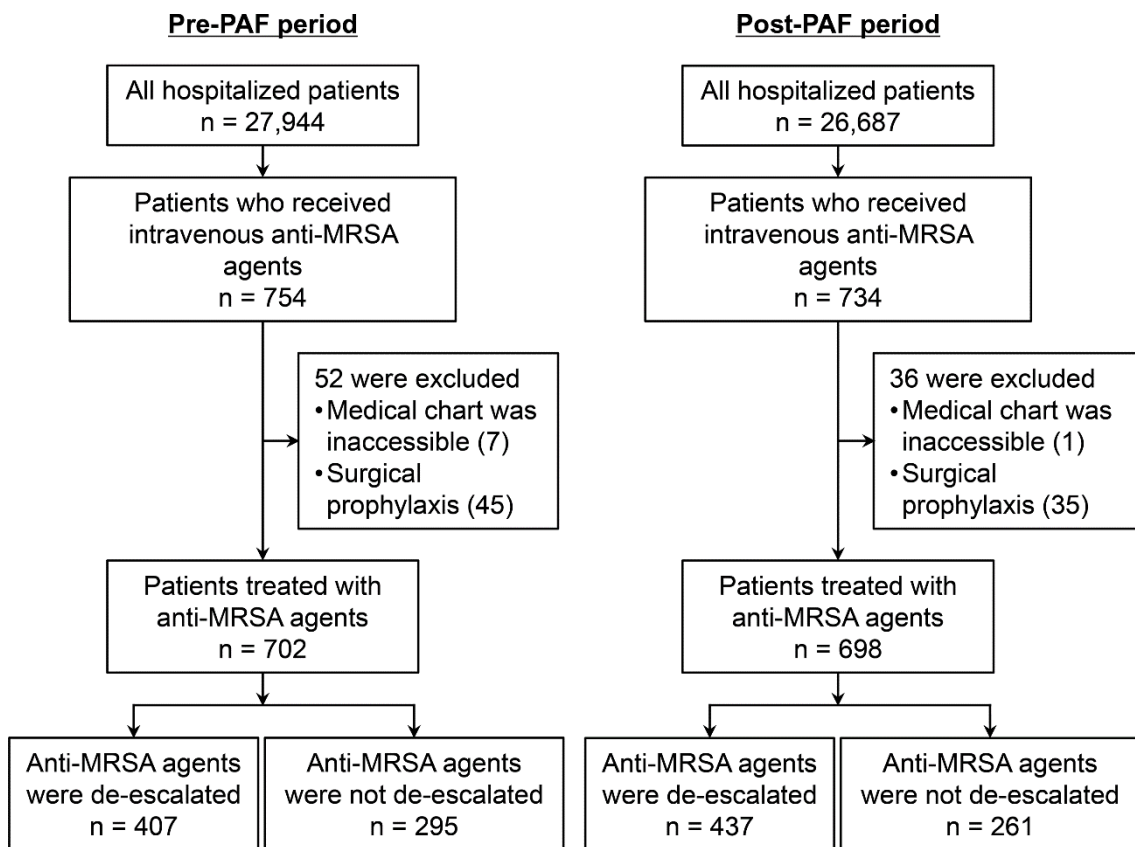 Pre-PAF period
All hospitalized patients
n = 27,944
Patients who received
intravenous anti-MRSA
agents
n = 754
52 were excluded
•Medical chart was
inaccessible (7)
•Surgical
prophylaxis (45)
Patients treated with
anti-MRSA agents
n = 702
Anti-MRSA agents
were de-escalated
n = 407
Anti-MRSA agents
were not de-escalated
n = 295
Post-PAF period
All hospitalized patients
n = 26,687
Patients who received
intravenous anti-MRSA
agents
n = 734
36 were excluded
•Medical chart was
inaccessible (1)
•Surgical
prophylaxis (35)
Patients treated with
anti-MRSA agents
n = 698
Anti-MRSA agents
were de-escalated
n = 437
Anti-MRSA agents
were not de-escalated
n = 261